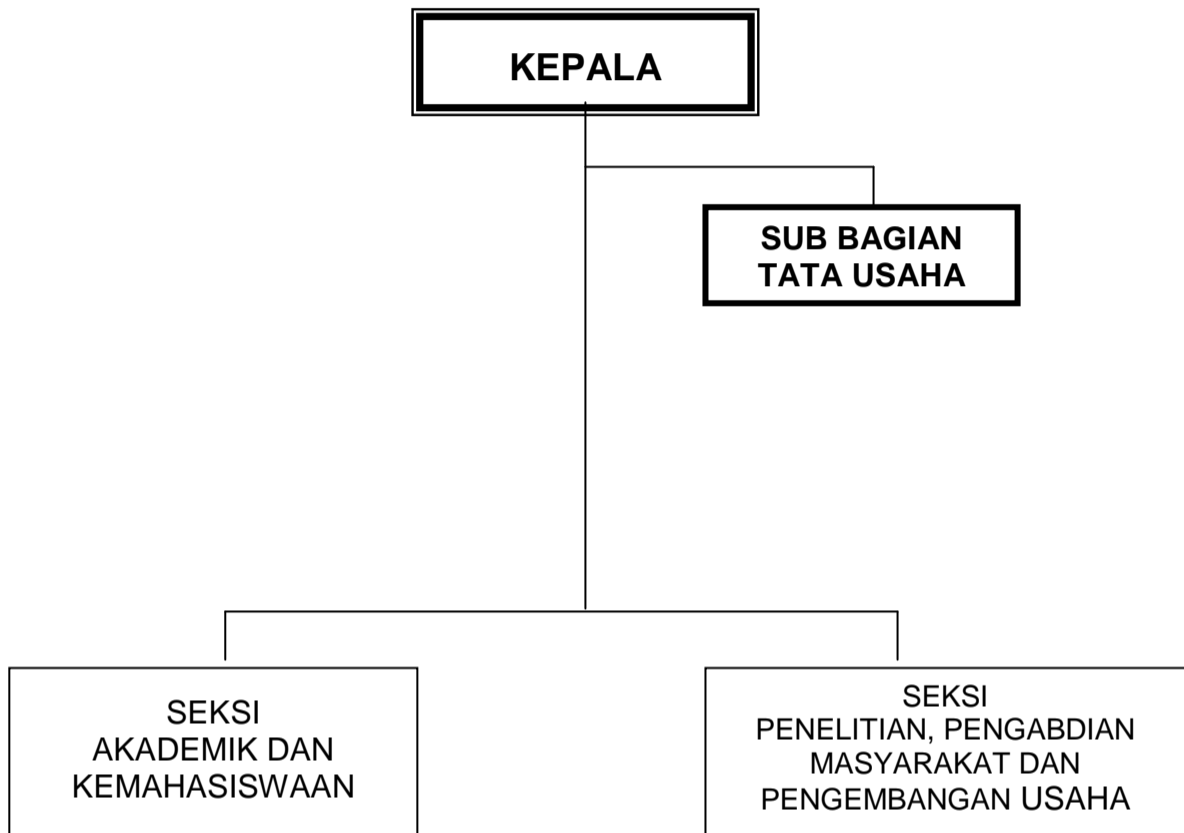 KEPALA
SUB BAGIAN
TATA USAHA
SEKSI
AKADEMIK DAN
KEMAHASISWAAN
SEKSI
PENELITIAN, PENGABDIAN
MASYARAKAT DAN
PENGEMBANGAN USAHA